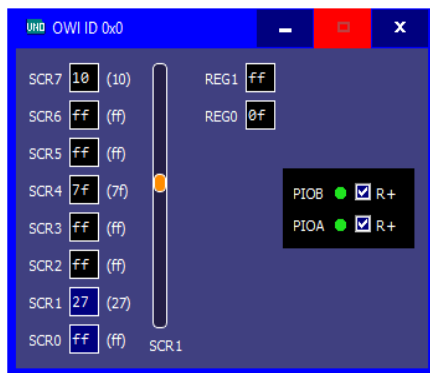 UNO OWI ID 0x0 x
SCR7 10 (10) REG1 ff
SCR6 ff (ff) REG0 0f
SCR5 ff (ff)
SCR4 7f (7f) PIOB R+
SCR3 ff (ff) PIOA R+
SCR2 ff (ff)
SCR1 27 (27)
SCR0 ff (ff) SCR1